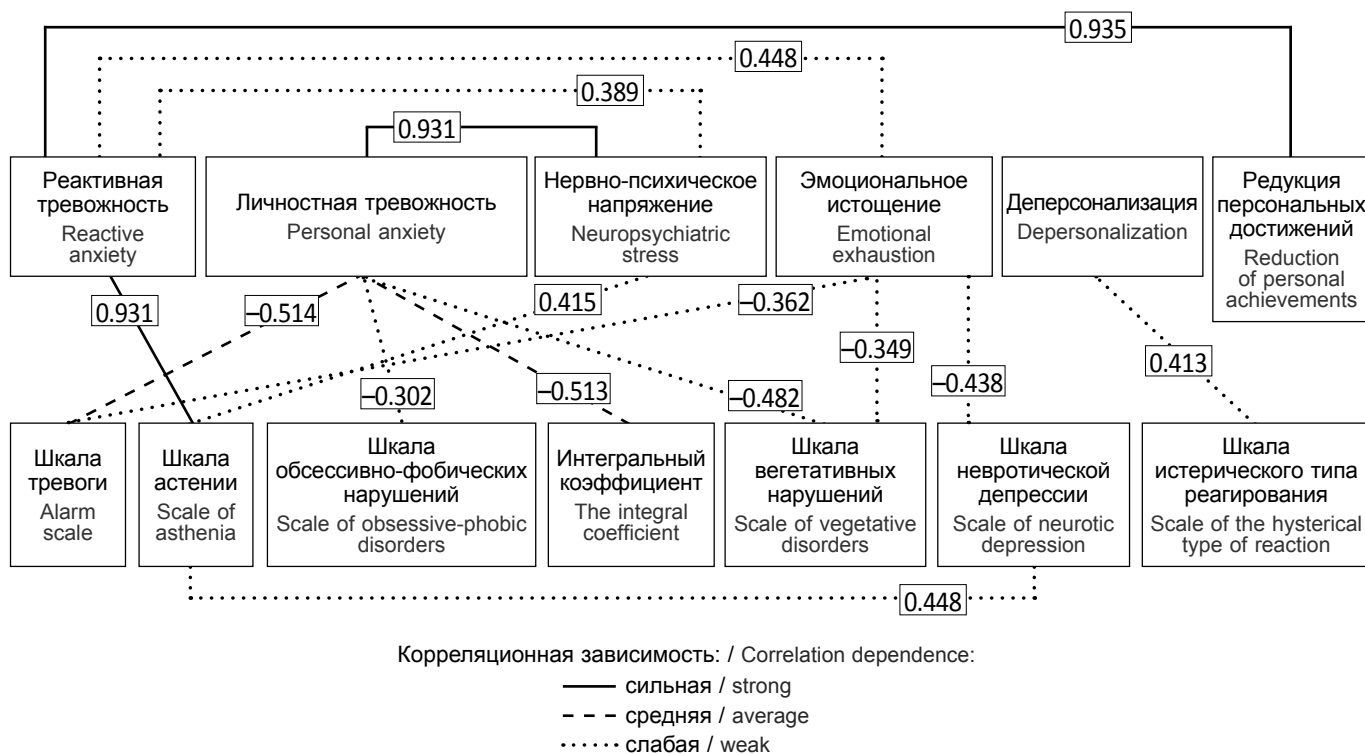 0.935
0.448
0.389
0.931
Реактивная
тревожность
Reactive
anxiety
Личностная тревожность
Personal anxiety
Нервно-психическое
напряжение
Neuropsychiatric
stress
Эмоциональное
истощение
Emotional
exhaustion
Деперсонализация
Depersonalization
Редукция
персональных
достижений
Reduction
of personal
achievements
0.931
–0.514
0.415
–0.362
–0.349
0.413
–0.302
–0.513
–0.482
–0.438
Шкала
тревоги
Alarm
scale
Шкала
астении
Scale of
asthenia
Шкала
обсессивно-фобических
нарушений
Scale of obsessive-phobic
disorders
Интегральный
коэффициент
The integral
coefficient
Шкала
вегетативных
нарушений
Scale of vegetative
disorders
Шкала
невротической
депрессии
Scale of neurotic
depression
Шкала
истерического типа
реагирования
Scale of the hysterical
type of reaction
0.448
Корреляционная зависимость: / Correlation dependence:
сильная / strong
средняя / average
слабая / weak